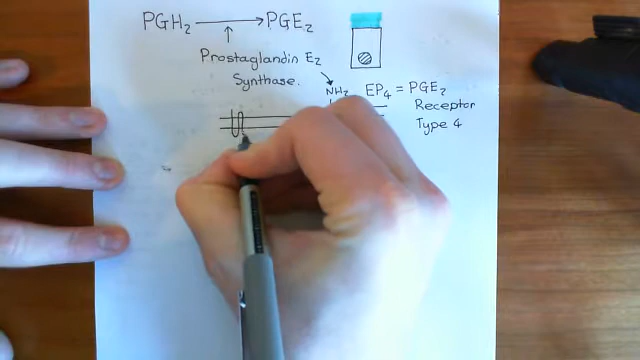 PGH₂ → PGE₂
Prostaglandin E₂
Synthase.
NH₂ EP₄ = PGE₂
Receptor
Type 4